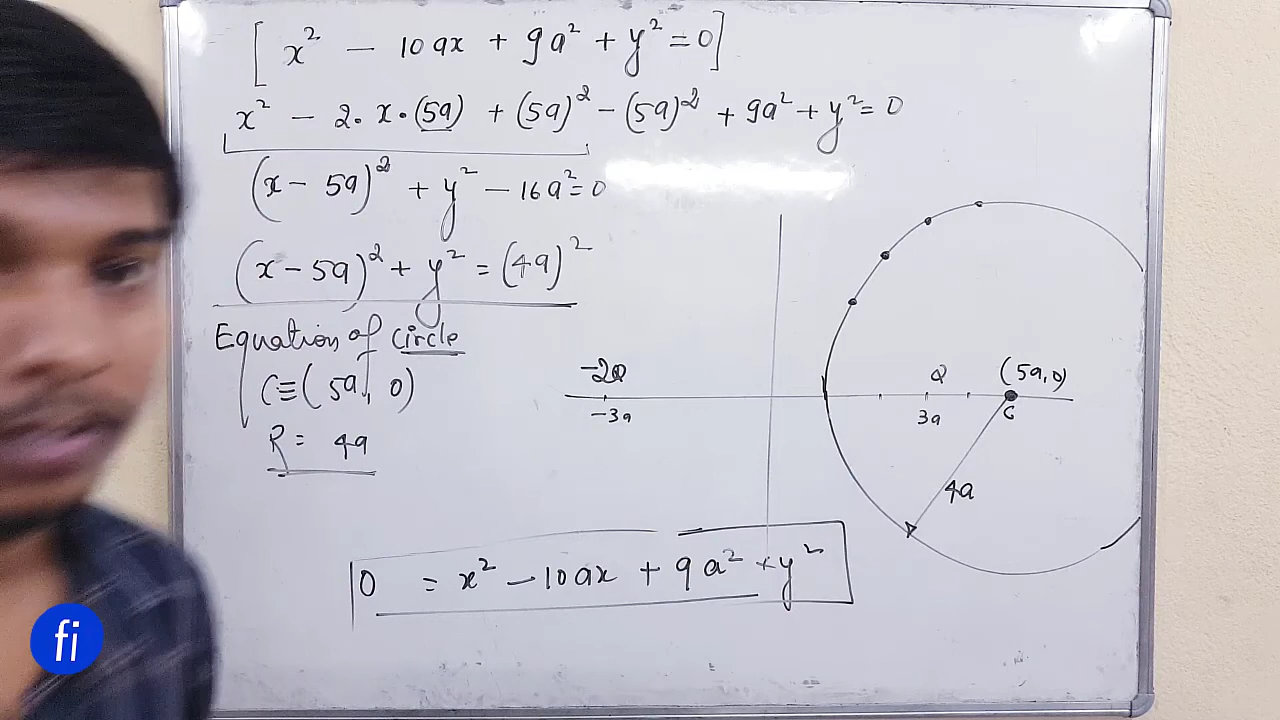 [ x² − 10ax + 9a² + y² = 0 ]
x² − 2. x . (5a) + (5a)² − (5a)² + 9a² + y² = 0
(x − 5a)² + y² − 16a² = 0
(x − 5a)² + y² = (4a)²
Equation of circle
C ≡ (5a, 0)
R = 4a
−2Q
−3a
Q
3a
(5a, 0)
C
4a
0 = x² − 10ax + 9a² + y²
fi